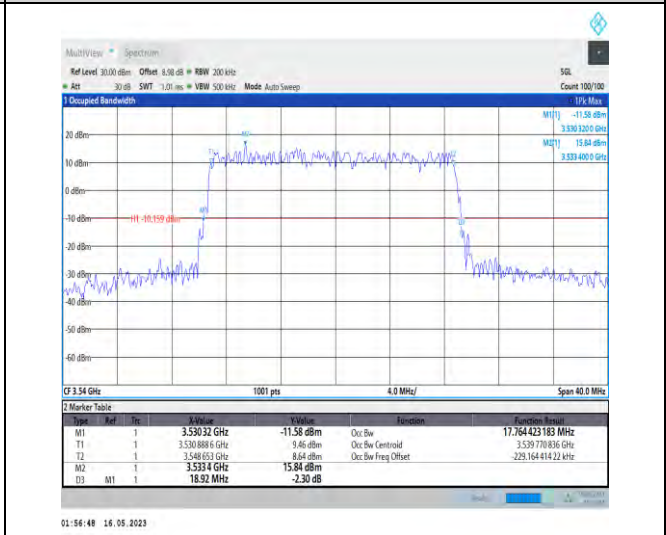 MultiView Spectrum
Ref Level 30.00 dBm Offset 8.98 dB RBW 200 kHz SGL
Att 30 dB SWT 1.01 ms VBW 500 kHz Mode Auto Sweep Count 100/100
1 Occupied Bandwidth 1Pk Max
M1[1] -11.58 dBm
3.530 320 0 GHz
M2[1] 15.84 dBm
3.533 400 0 GHz
20 dBm
M2
T1
T2
10 dBm
0 dBm
M1
-10 dBm
H1 -10.159 dBm
D3
-20 dBm
-30 dBm
-40 dBm
-50 dBm
-60 dBm
CF 3.54 GHz 1001 pts 4.0 MHz/ Span 40.0 MHz
2 Marker Table
Type Ref Trc X-Value Y-Value Function Function Result
M1 1 3.530 32 GHz -11.58 dBm Occ Bw 17.764 423 183 MHz
T1 1 3.530 888 6 GHz 9.46 dBm Occ Bw Centroid 3.539 770 836 GHz
T2 1 3.548 653 GHz 8.64 dBm Occ Bw Freq Offset -229.164 414 22 kHz
M2 1 3.533 4 GHz 15.84 dBm
D3 M1 1 18.92 MHz -2.30 dB
01:56:48 16.05.2023